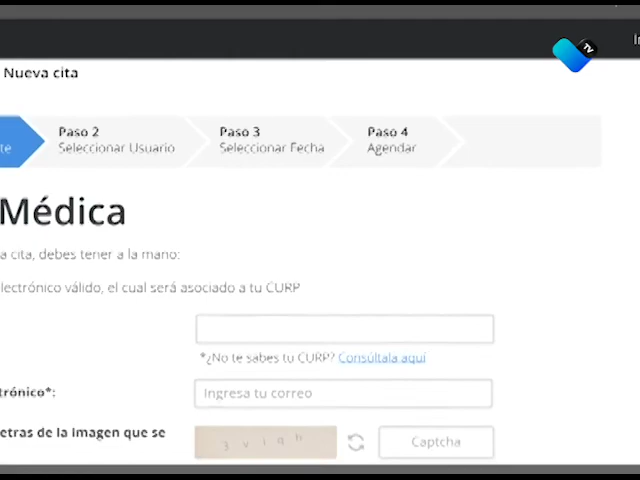 TV
Nueva cita
Paso 2
Seleccionar Usuario
Paso 3
Seleccionar Fecha
Paso 4
Agendar
te
Médica
a cita, debes tener a la mano:
lectrónico válido, el cual será asociado a tu CURP
*¿No te sabes tu CURP? Consúltala aquí
trónico*:
Ingresa tu correo
etras de la imagen que se
Captcha